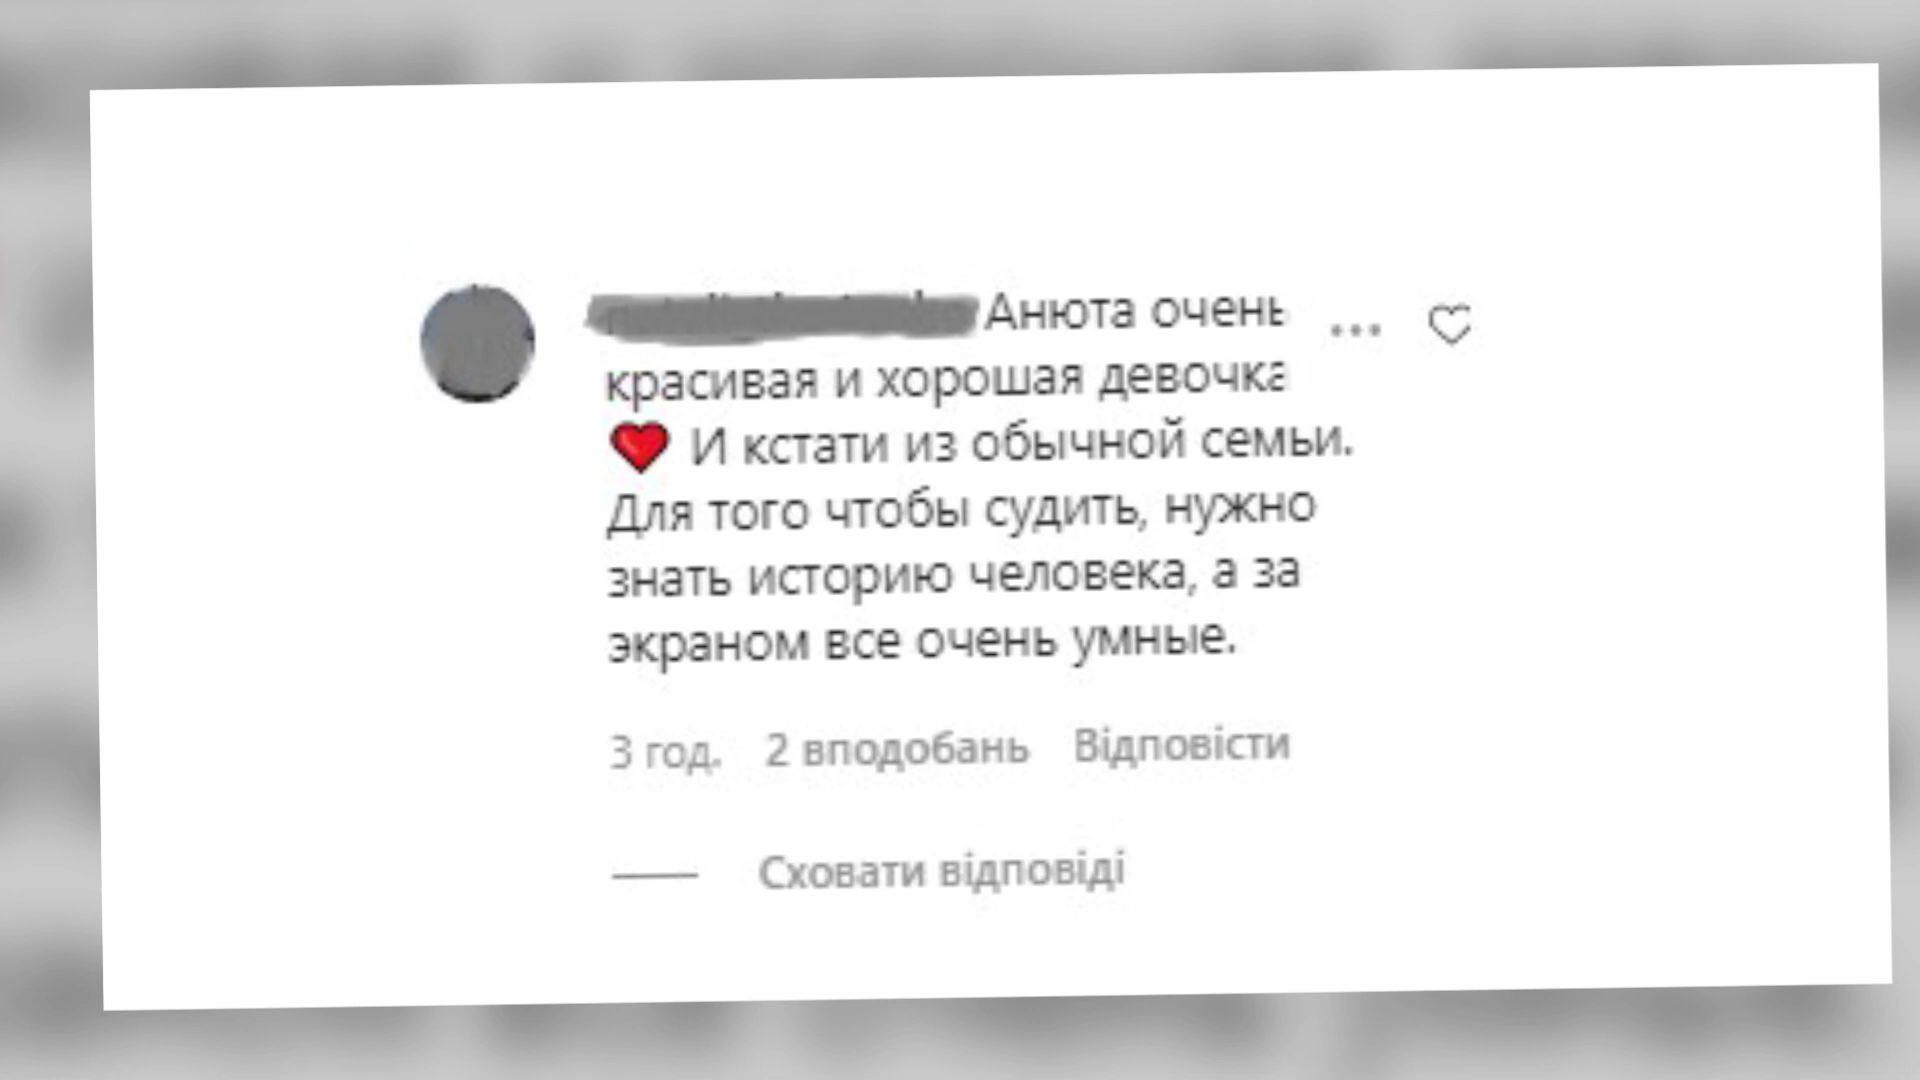 Анюта очень
красивая и хорошая девочка
❤️ И кстати из обычной семьи.
Для того чтобы судить, нужно
знать историю человека, а за
экраном все очень умные.
3 год. 2 вподобань Відповісти
Сховати відповіді